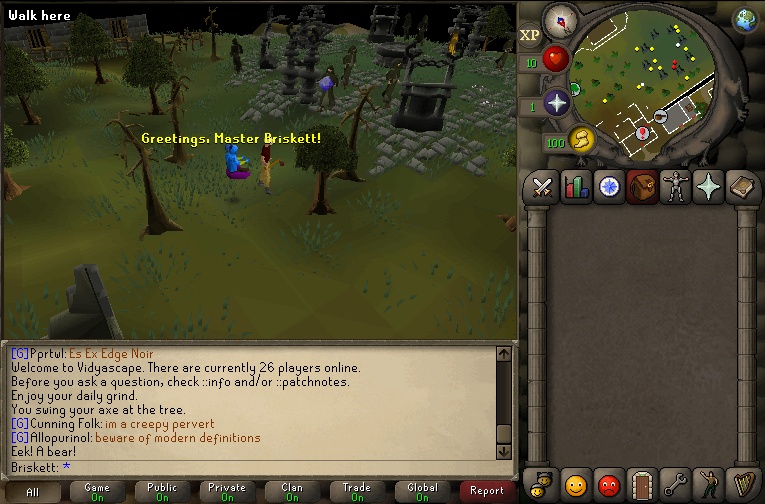 Walk here
XP
10
1
100
Greetings, Master Briskett!
[G]Pprtwl: Es Ex Edge Noir
Welcome to Vidyascape. There are currently 26 players online.
Before you ask a question, check ::info and/or ::patchnotes.
Enjoy your daily grind.
You swing your axe at the tree.
[G]Cunning Folk: im a creepy pervert
[G]Allopurinol: beware of modern definitions
Eek! A bear!
Briskett: *
All
Game
On
Public
On
Private
On
Clan
On
Trade
On
Global
On
Report